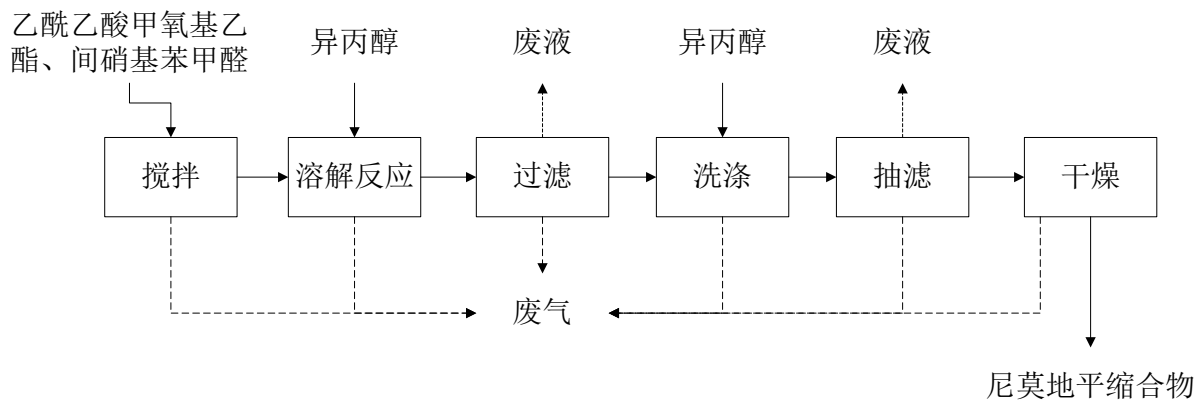 乙酰乙酸甲氧基乙
酯、间硝基苯甲醛
异丙醇
废液
异丙醇
废液
搅拌
溶解反应
过滤
洗涤
抽滤
干燥
废气
尼莫地平缩合物